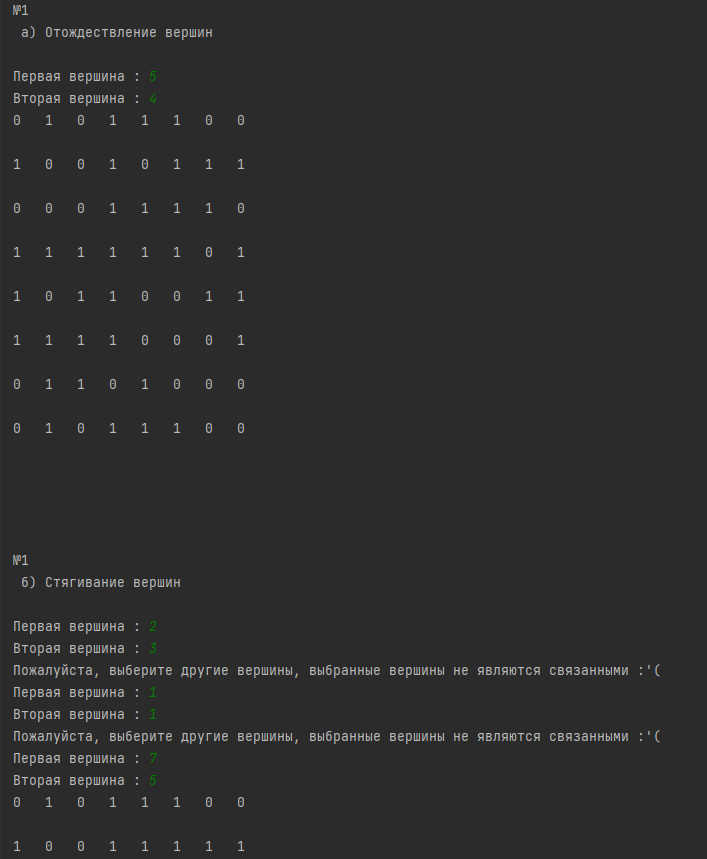 №1
а) Отождествление вершин
Первая вершина : 5
Вторая вершина : 4
0 1 0 1 1 1 0 0
1 0 0 1 0 1 1 1
0 0 0 1 1 1 1 0
1 1 1 1 1 1 0 1
1 0 1 1 0 0 1 1
1 1 1 1 0 0 0 1
0 1 1 0 1 0 0 0
0 1 0 1 1 1 0 0
№1
б) Стягивание вершин
Первая вершина : 2
Вторая вершина : 3
Пожалуйста, выберите другие вершины, выбранные вершины не являются связанными :'(
Первая вершина : 1
Вторая вершина : 1
Пожалуйста, выберите другие вершины, выбранные вершины не являются связанными :'(
Первая вершина : 7
Вторая вершина : 5
0 1 0 1 1 1 0 0
1 0 0 1 1 1 1 1